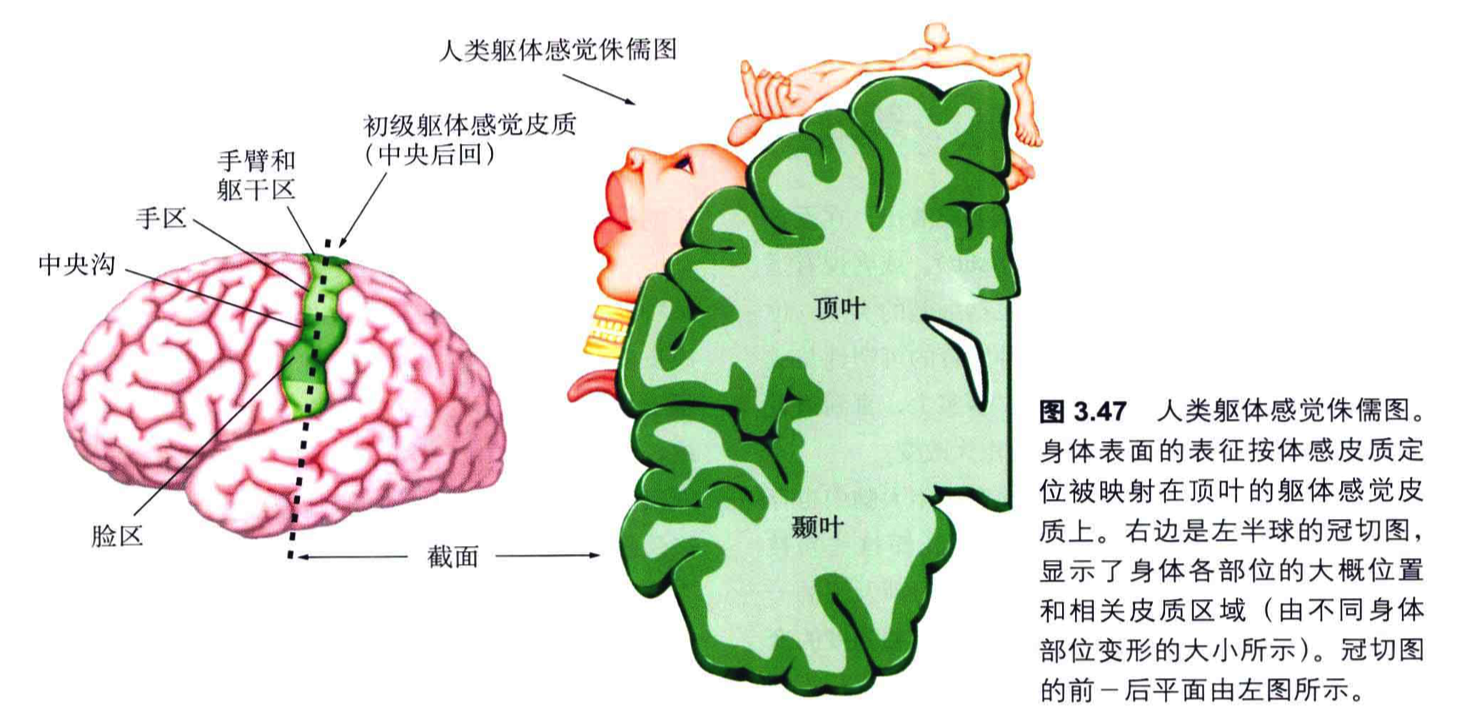 人类躯体感觉侏儒图
初级躯体感觉皮质
（中央后回）
手臂和
躯干区
手区
中央沟
脸区
截面
顶叶
颞叶
图 3.47 人类躯体感觉侏儒图。
身体表面的表征按体感皮质定
位被映射在顶叶的躯体感觉皮
质上。右边是左半球的冠切图，
显示了身体各部位的大概位置
和相关皮质区域（由不同身体
部位变形的大小所示）。冠切图
的前－后平面由左图所示。